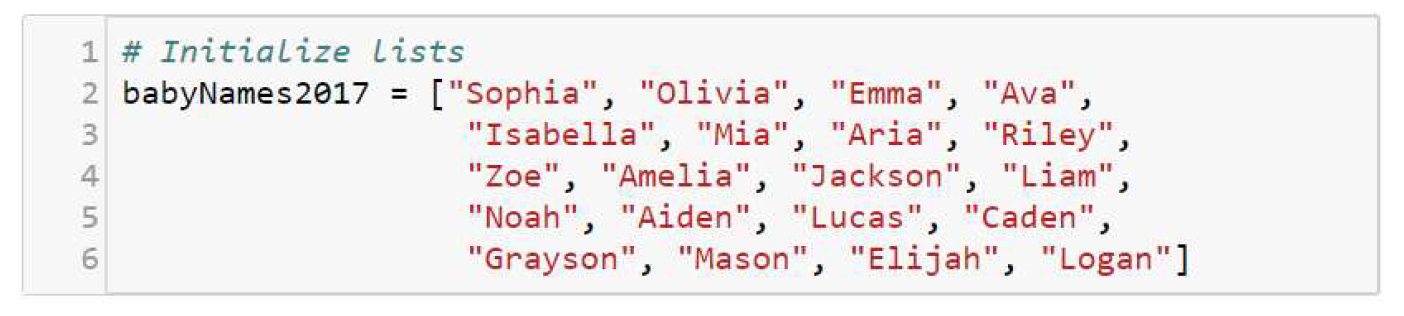 1 # Initialize lists
2 babyNames2017 = ["Sophia", "Olivia", "Emma", "Ava",
3 "Isabella", "Mia", "Aria", "Riley",
4 "Zoe", "Amelia", "Jackson", "Liam",
5 "Noah", "Aiden", "Lucas", "Caden",
6 "Grayson", "Mason", "Elijah", "Logan"]